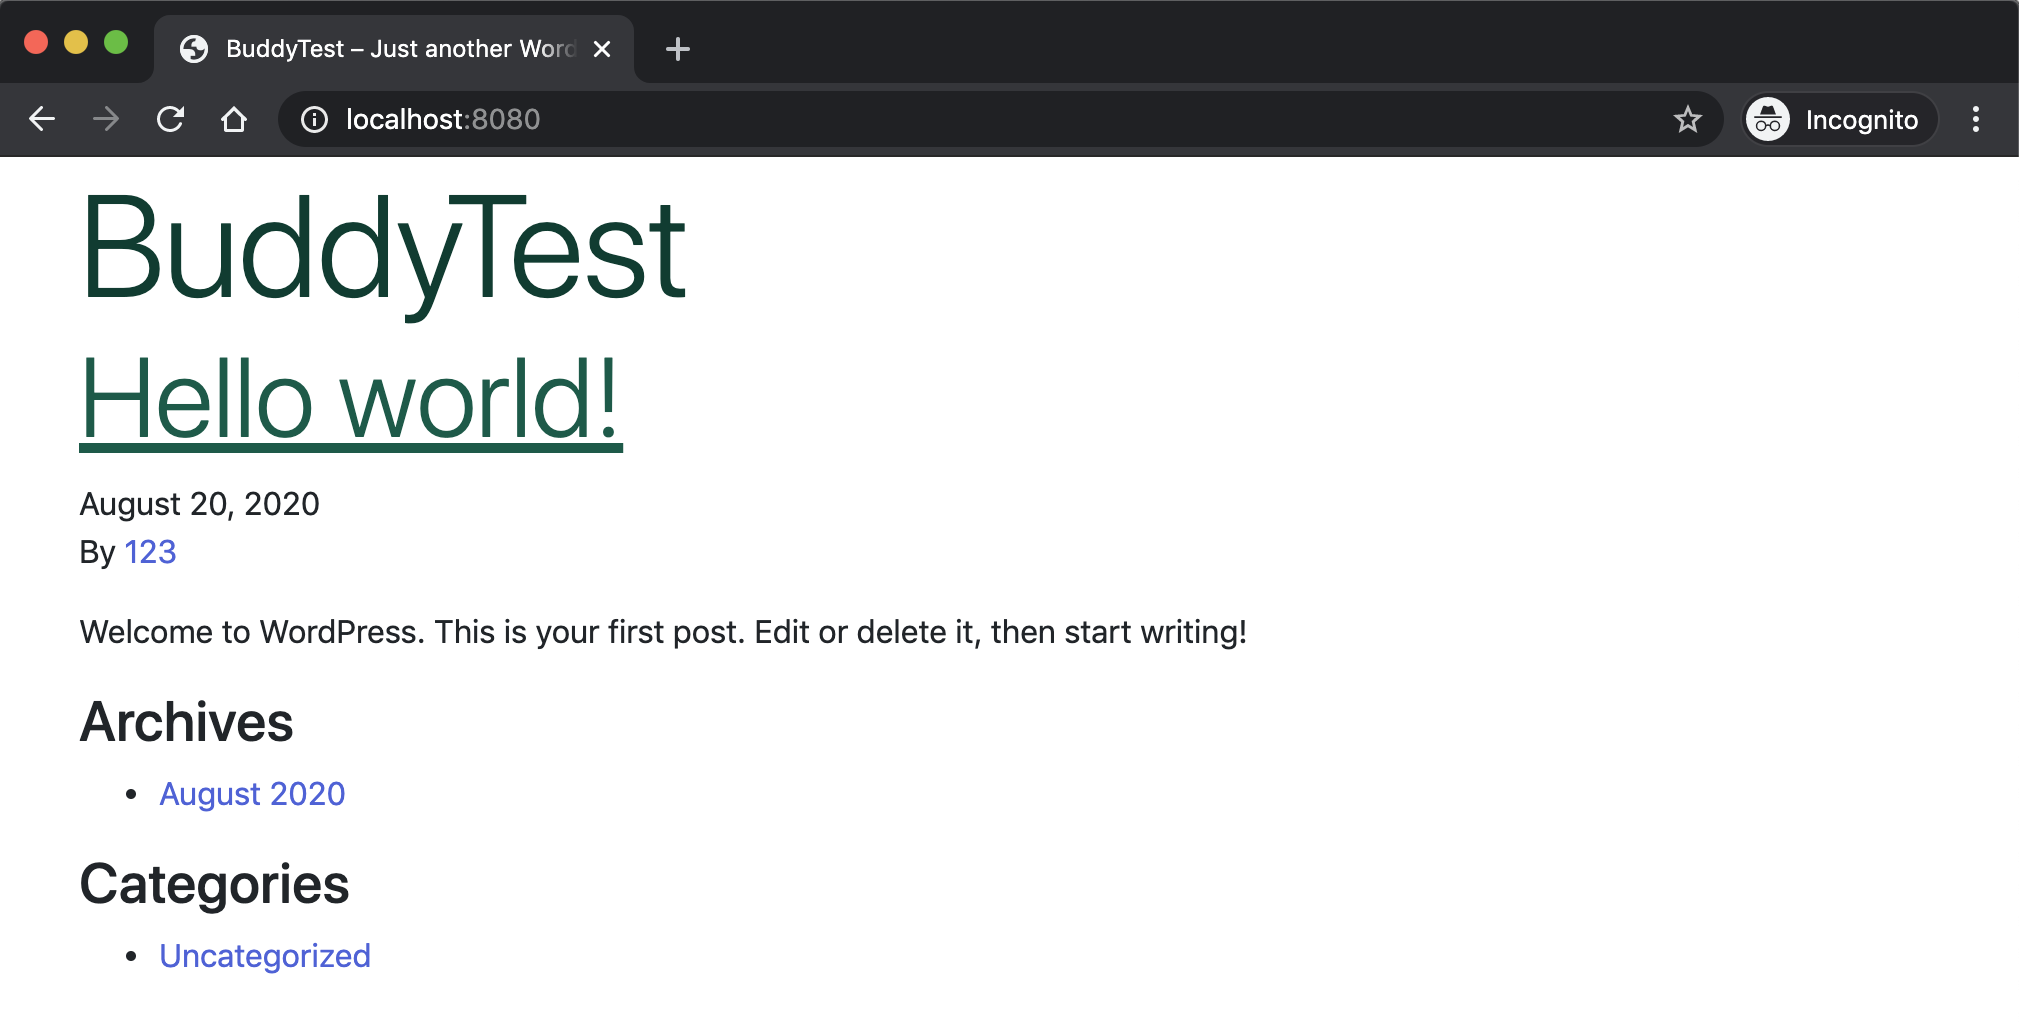 BuddyTest – Just another Word
localhost:8080
Incognito
BuddyTest
Hello world!
August 20, 2020
By 123
Welcome to WordPress. This is your first post. Edit or delete it, then start writing!
Archives
• August 2020
Categories
• Uncategorized